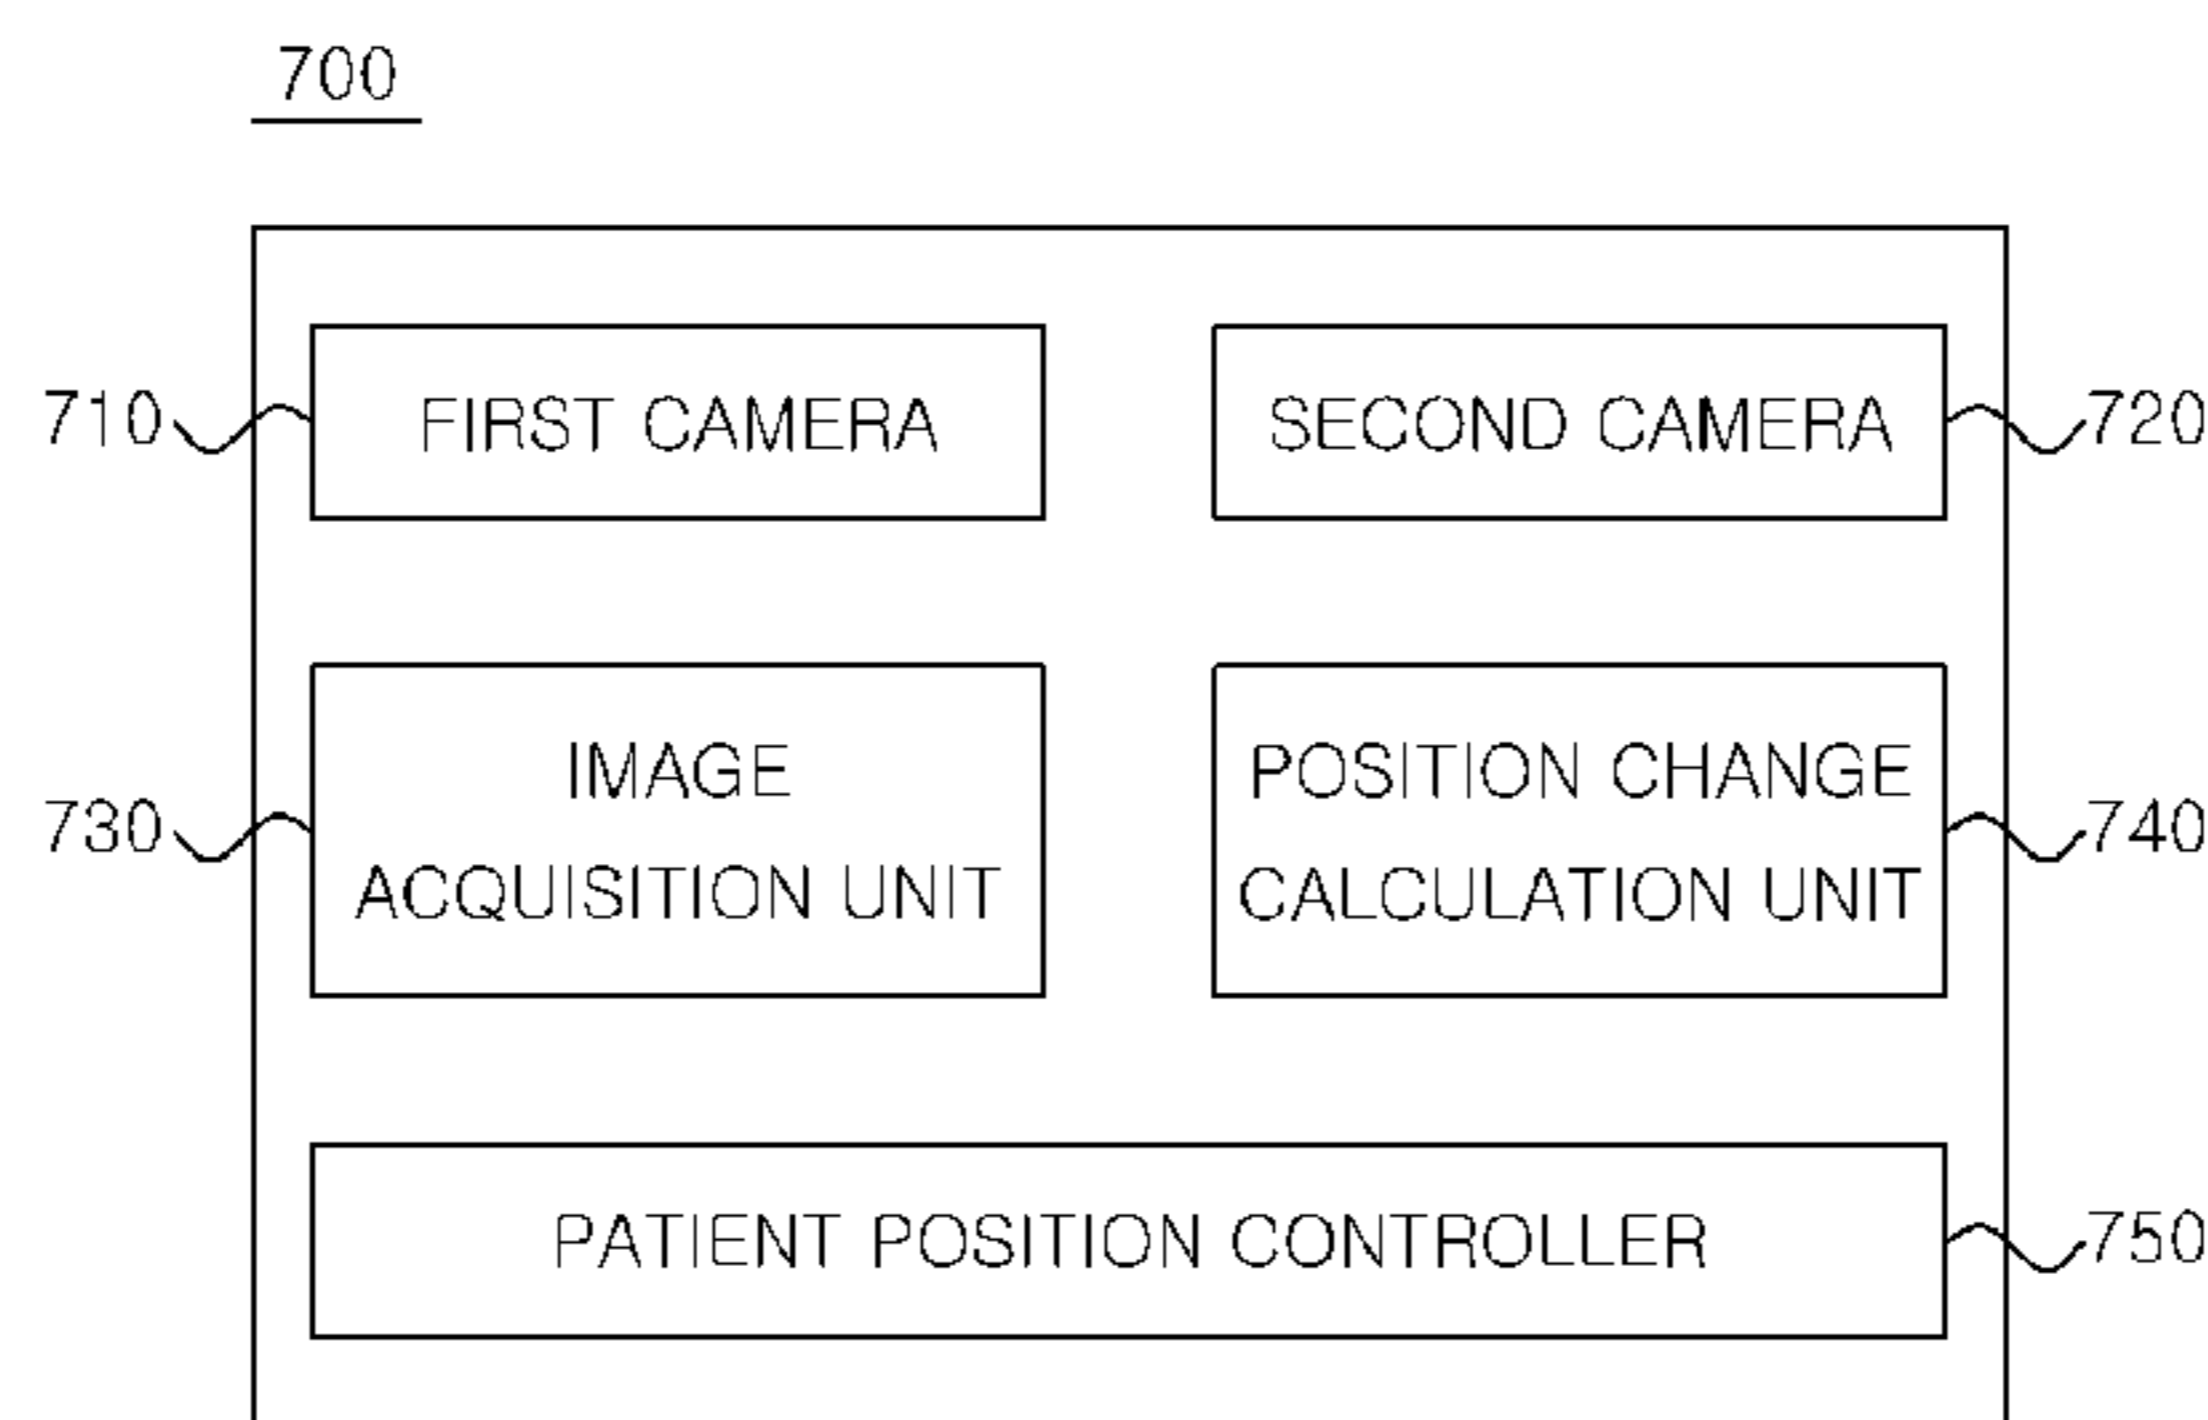 700
710
FIRST CAMERA
SECOND CAMERA
720
730
IMAGE
ACQUISITION UNIT
POSITION CHANGE
CALCULATION UNIT
740
PATIENT POSITION CONTROLLER
750